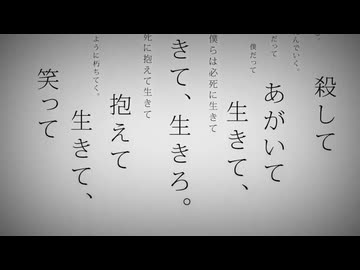 殺して
んでいく。
だって
あがいて
僕だって
生きて、
僕らは必死に生きて
きて、生きろ。
死に抱えて生きて
抱えて
ように朽ちてく。
生きて、
笑って